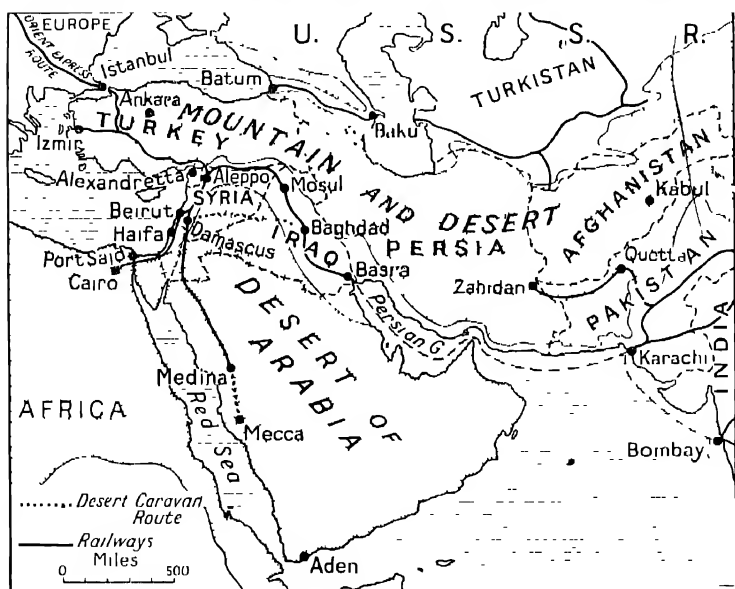 EUROPE
U. S. S. R.
ORIENT EXPRESS
ROUTE
Istanbul
Batum
TURKISTAN
Ankara
Baku
TURKEY
MOUNTAIN AND DESERT
Izmir
AFGHANISTAN
Kabul
Alexandretta
Aleppo
Mosul
SYRIA
Beirut
Baghdad
PERSIA
Haifa
Damascus
IRAQ
Quetta
Port Said
Basra
Zahidan
PAKISTAN
Cairo
Persian G.
DESERT OF
ARABIA
Karachi
INDIA
Medina
AFRICA
Red Sea
Mecca
Bombay
Desert Caravan
Route
Railways
Miles
0 500
Aden